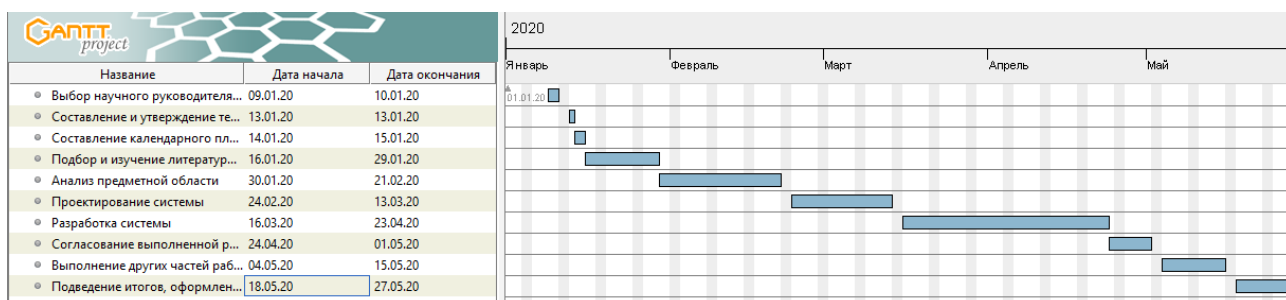 GANTT
project
2020
Январь Февраль Март Апрель Май
Название Дата начала Дата окончания
01.01.20
Выбор научного руководителя... 09.01.20 10.01.20
Составление и утверждение те... 13.01.20 13.01.20
Составление календарного пл... 14.01.20 15.01.20
Подбор и изучение литератур... 16.01.20 29.01.20
Анализ предметной области 30.01.20 21.02.20
Проектирование системы 24.02.20 13.03.20
Разработка системы 16.03.20 23.04.20
Согласование выполненной р... 24.04.20 01.05.20
Выполнение других частей раб... 04.05.20 15.05.20
Подведение итогов, оформлен... 18.05.20 27.05.20